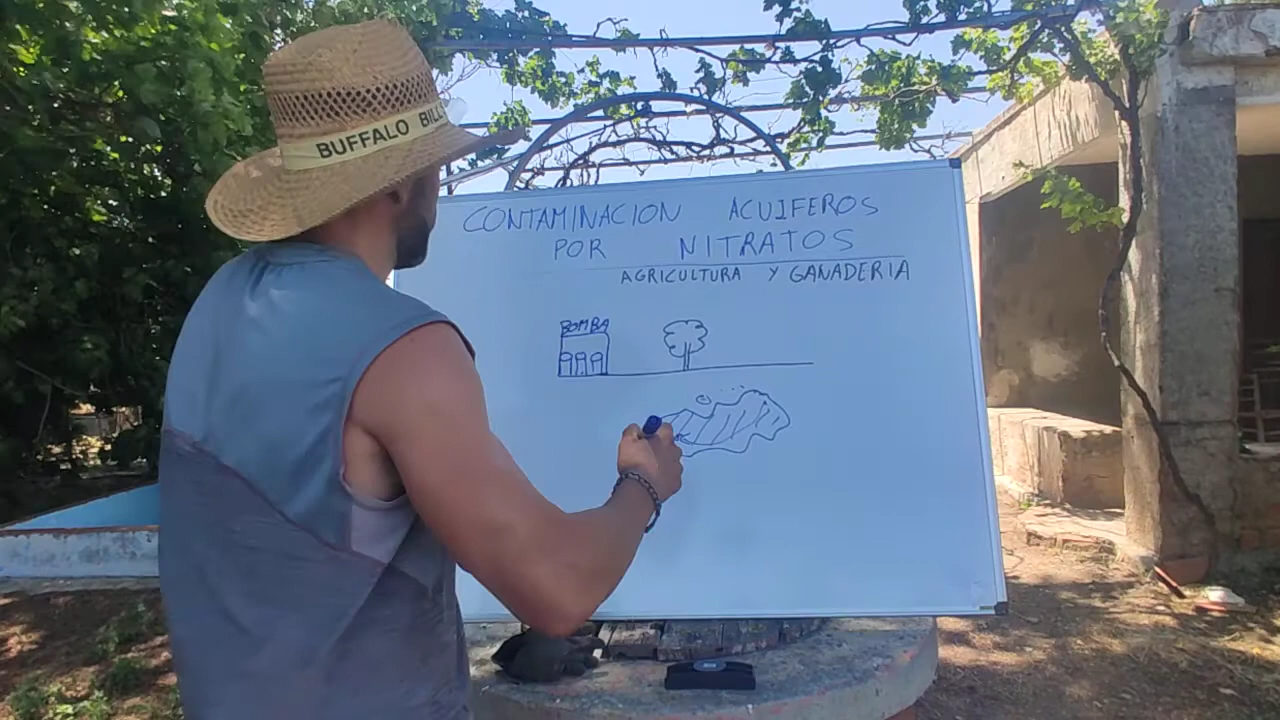 BUFFALO BILL
CONTAMINACION ACUIFEROS
POR NITRATOS
AGRICULTURA Y GANADERIA
BOMBA